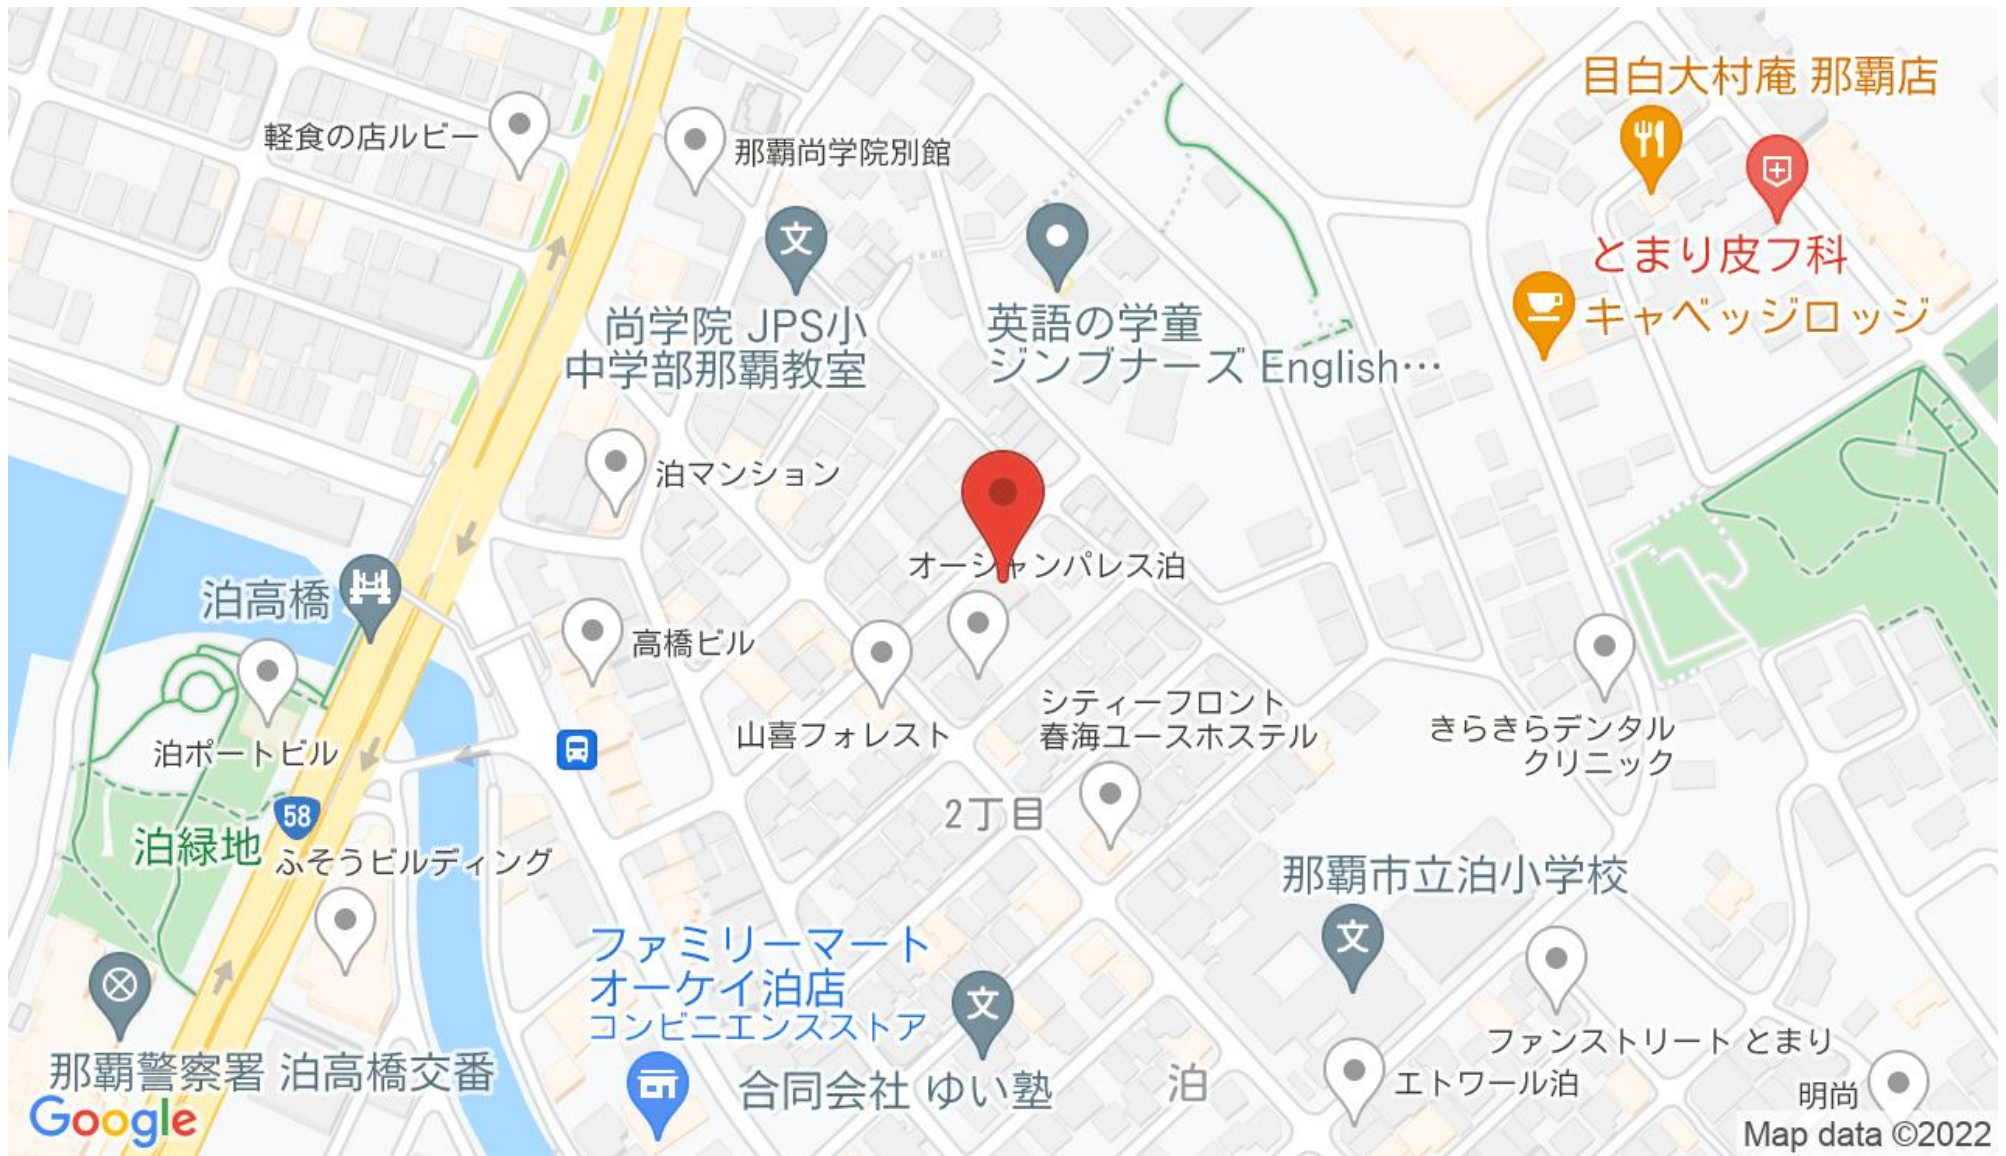 目白大村庵 那覇店
軽食の店ルビー
那覇尚学院別館
文
とまり皮フ科
尚学院 JPS小
中学部那覇教室
英語の学童
ジンブナーズ English…
キャベッジロッジ
泊マンション
オーシャンパレス泊
泊高橋
高橋ビル
山喜フォレスト
シティーフロント
春海ユースホステル
きらきらデンタル
クリニック
泊ポートビル
58
2丁目
泊緑地
ふそうビルディング
那覇市立泊小学校
文
ファミリーマート
オーケイ泊店
コンビニエンスストア
文
ファンストリート とまり
那覇警察署 泊高橋交番
合同会社 ゆい塾
泊
エトワール泊
明尚
Google
Map data ©2022